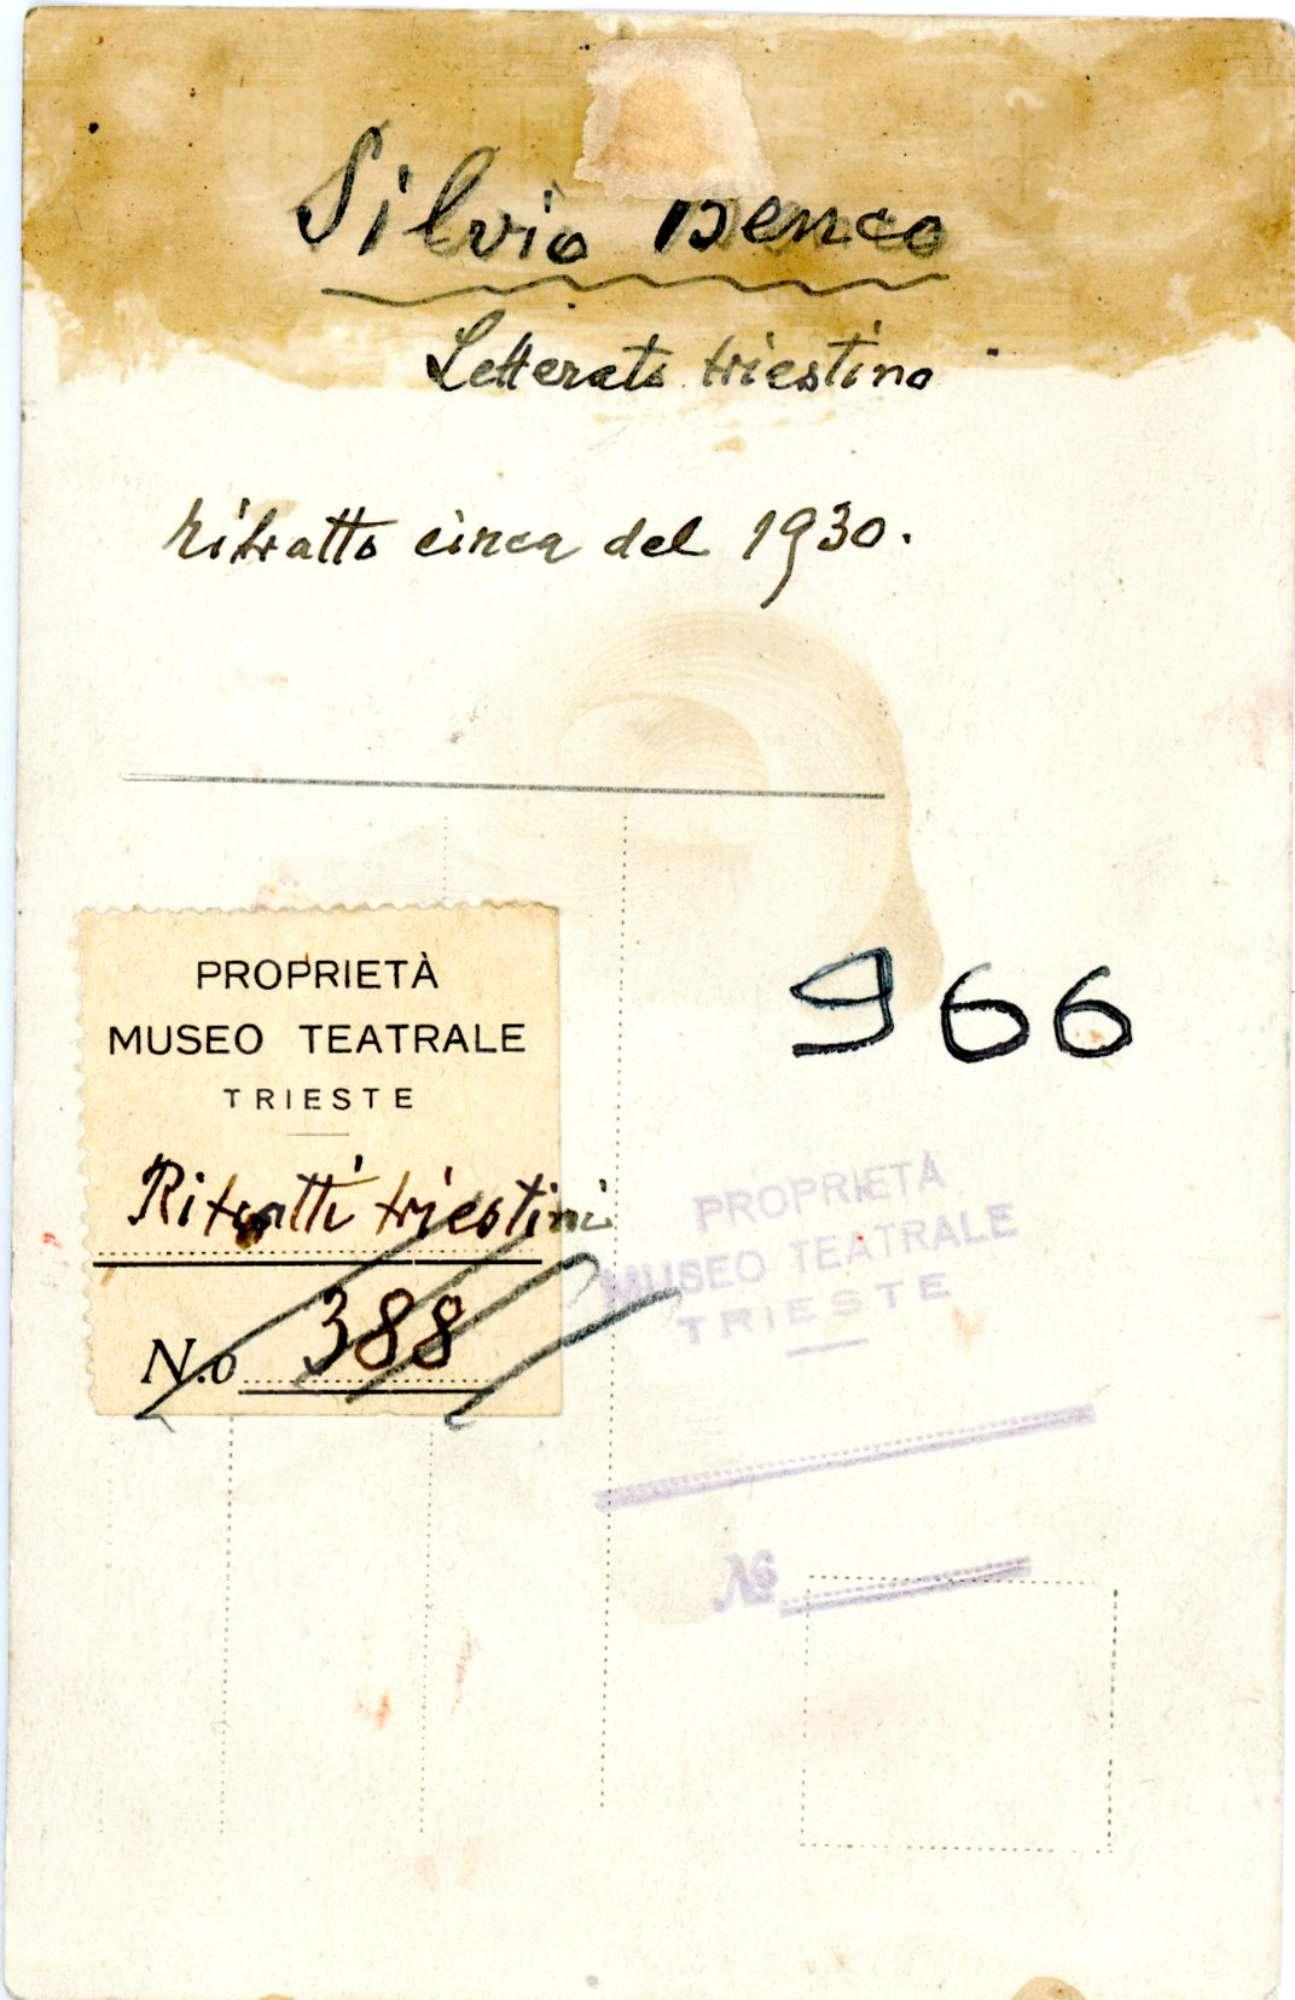 Silvio Benco
Letterato triestino
Ritratto circa del 1930.
PROPRIETÀ
MUSEO TEATRALE
TRIESTE
Ritratti triestini
N.o 388
966
PROPRIETÀ
MUSEO TEATRALE
TRIESTE
No